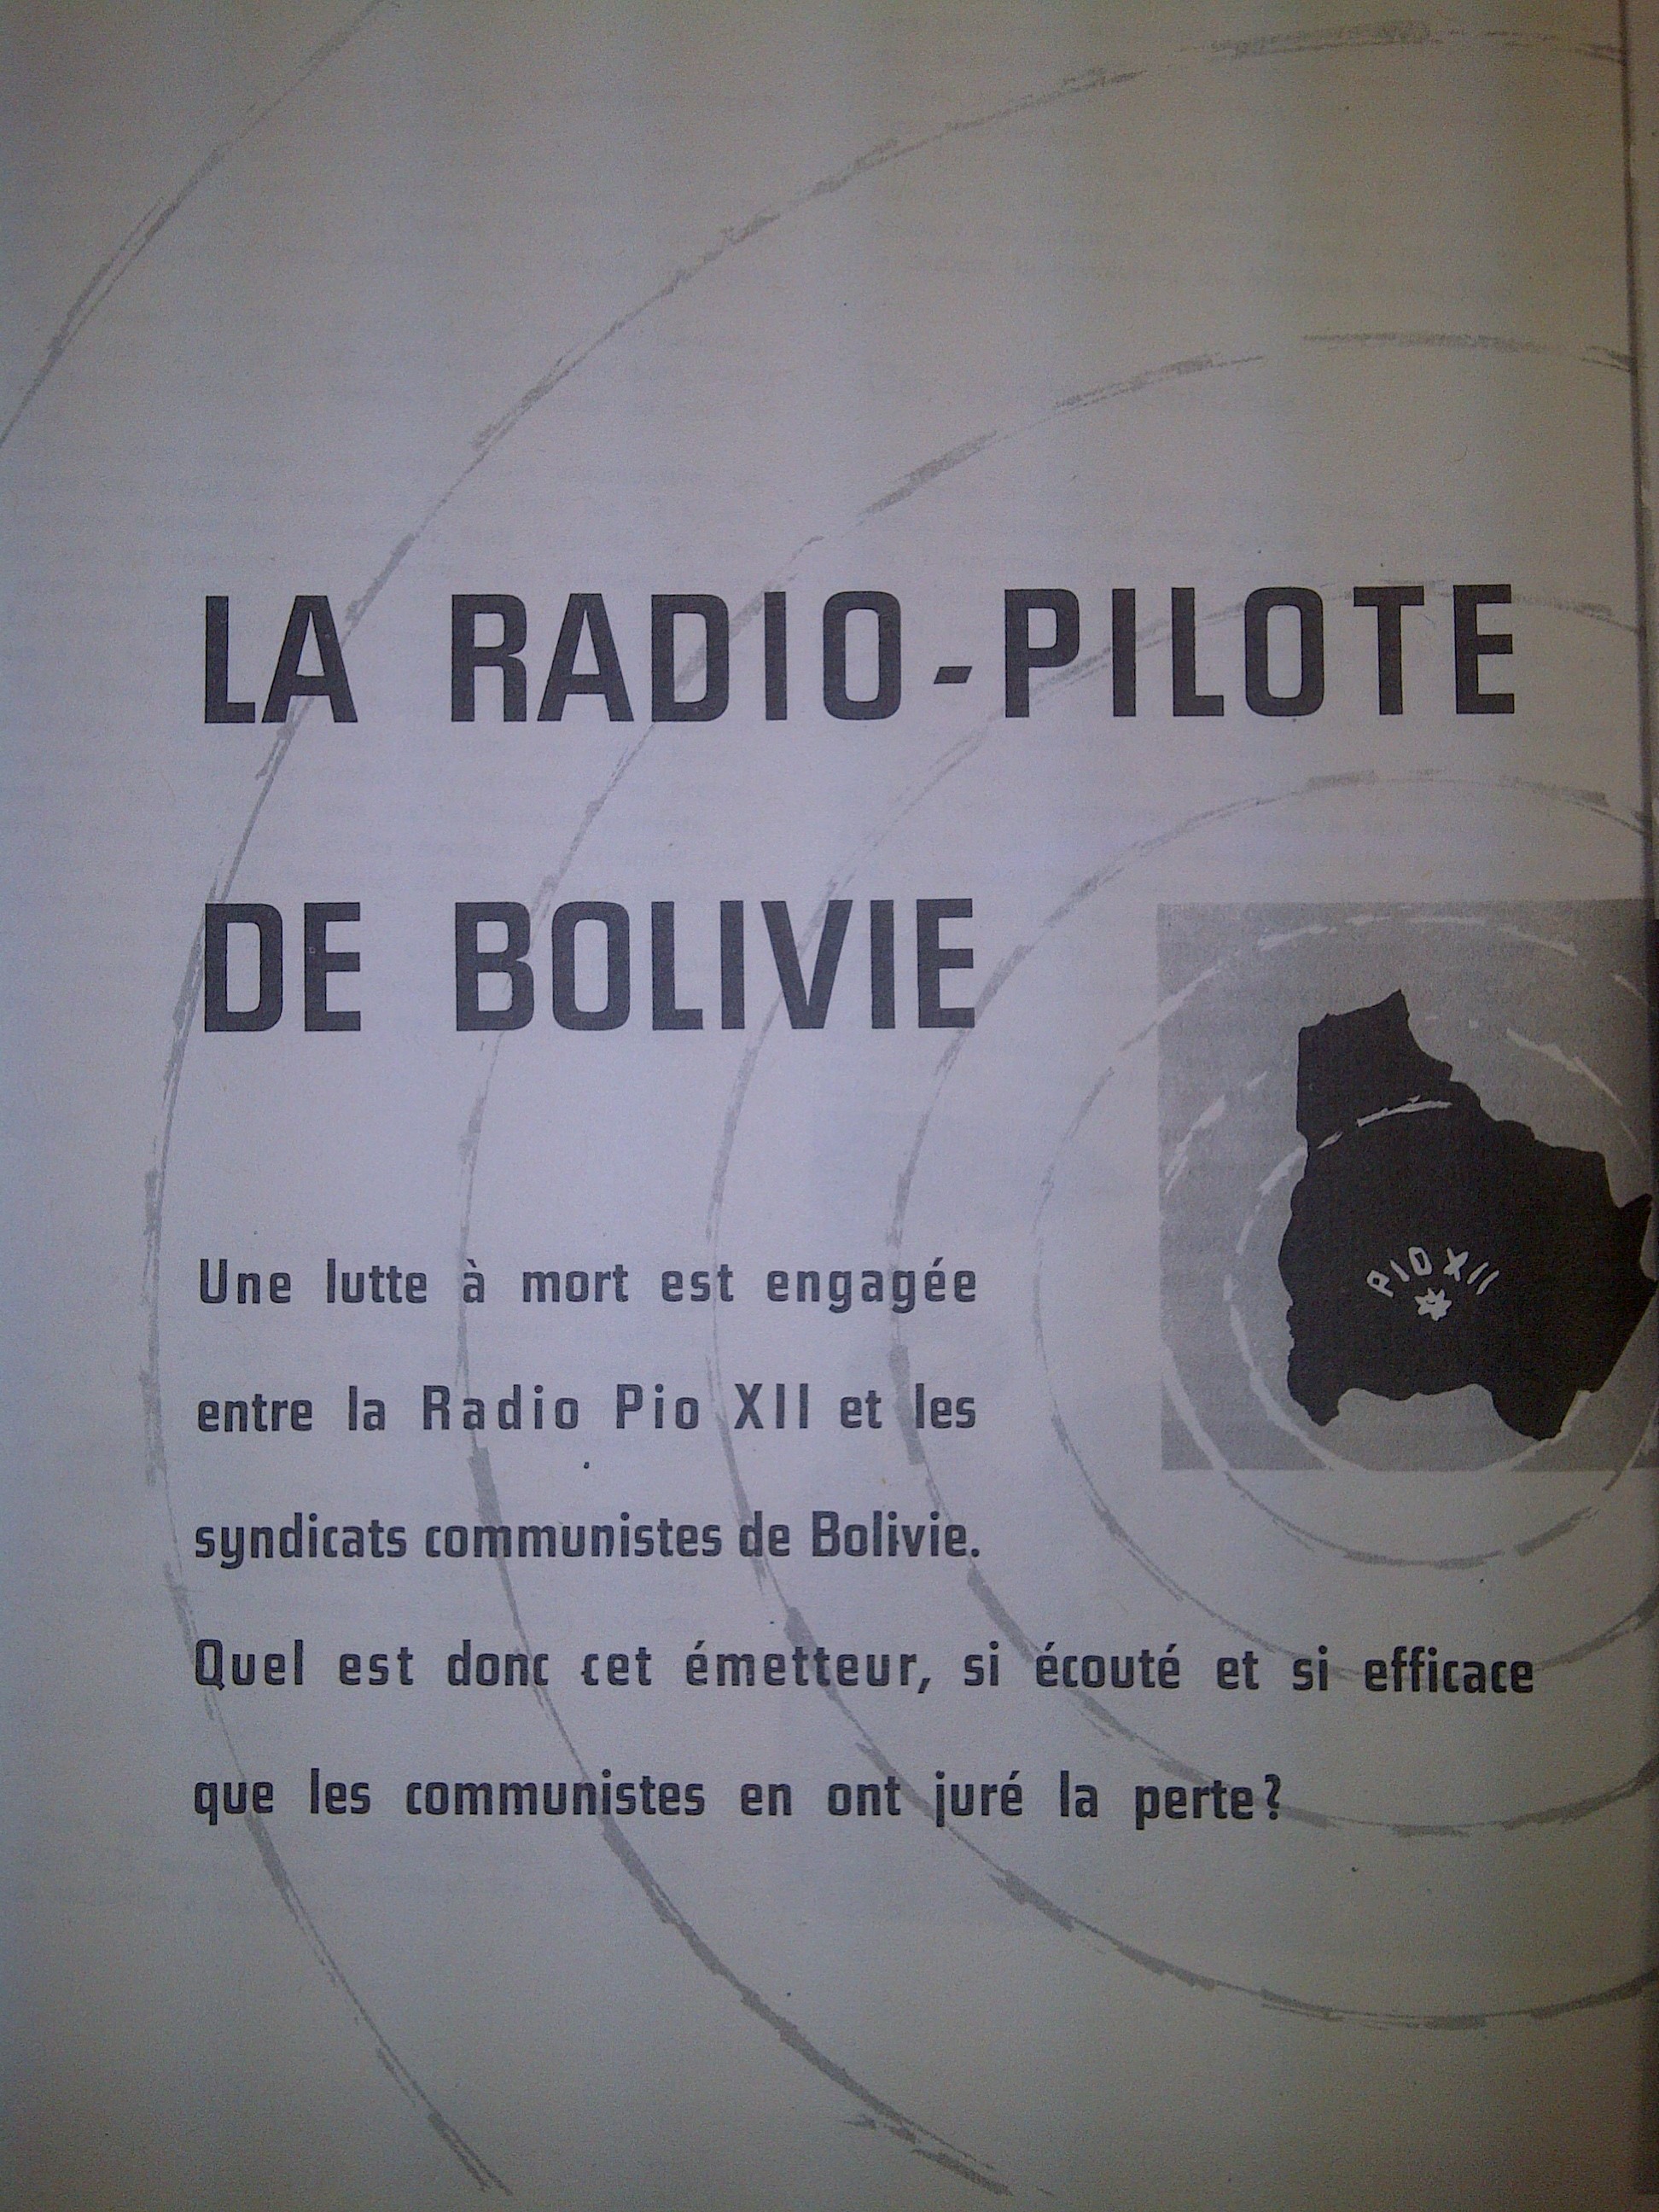 LA RADIO-PILOTE
DE BOLIVIE
PIO XII
Une lutte à mort est engagée
entre la Radio Pio XII et les
syndicats communistes de Bolivie.
Quel est donc cet émetteur, si écouté et si efficace
que les communistes en ont juré la perte?